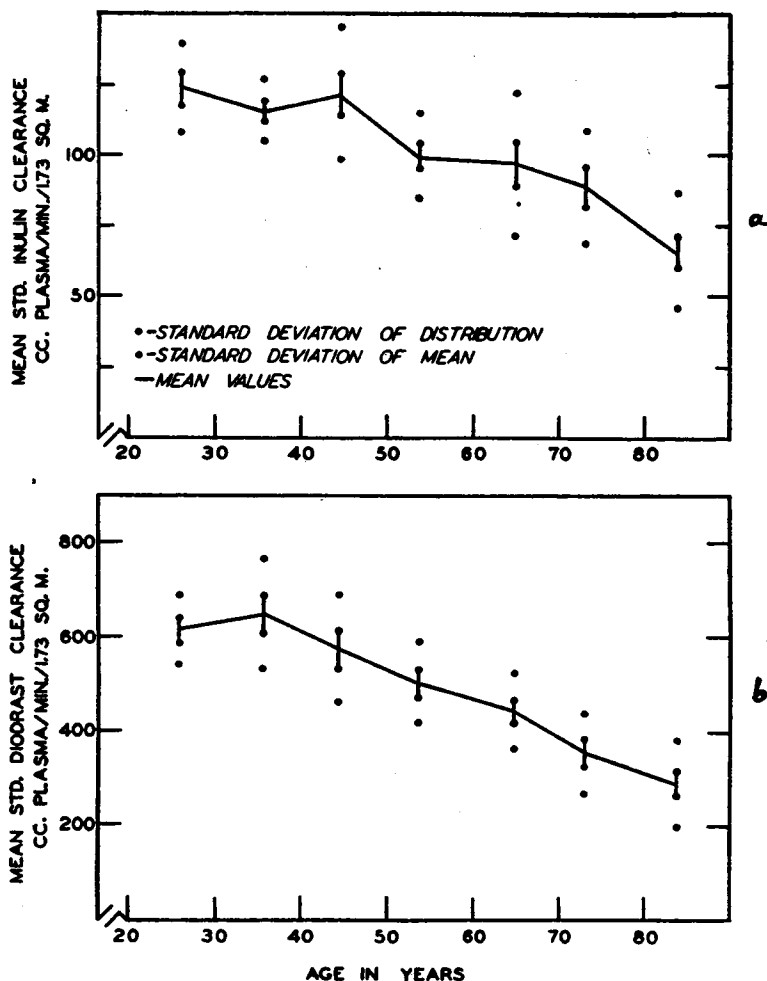 MEAN STD. INULIN CLEARANCE
CC. PLASMA/MIN./1.73 SQ. M.
100
50
•-STANDARD DEVIATION OF DISTRIBUTION
•-STANDARD DEVIATION OF MEAN
—MEAN VALUES
20 30 40 50 60 70 80
a
MEAN STD. DIODRAST CLEARANCE
CC. PLASMA/MIN./1.73 SQ. M.
800
600
400
200
20 30 40 50 60 70 80
b
AGE IN YEARS